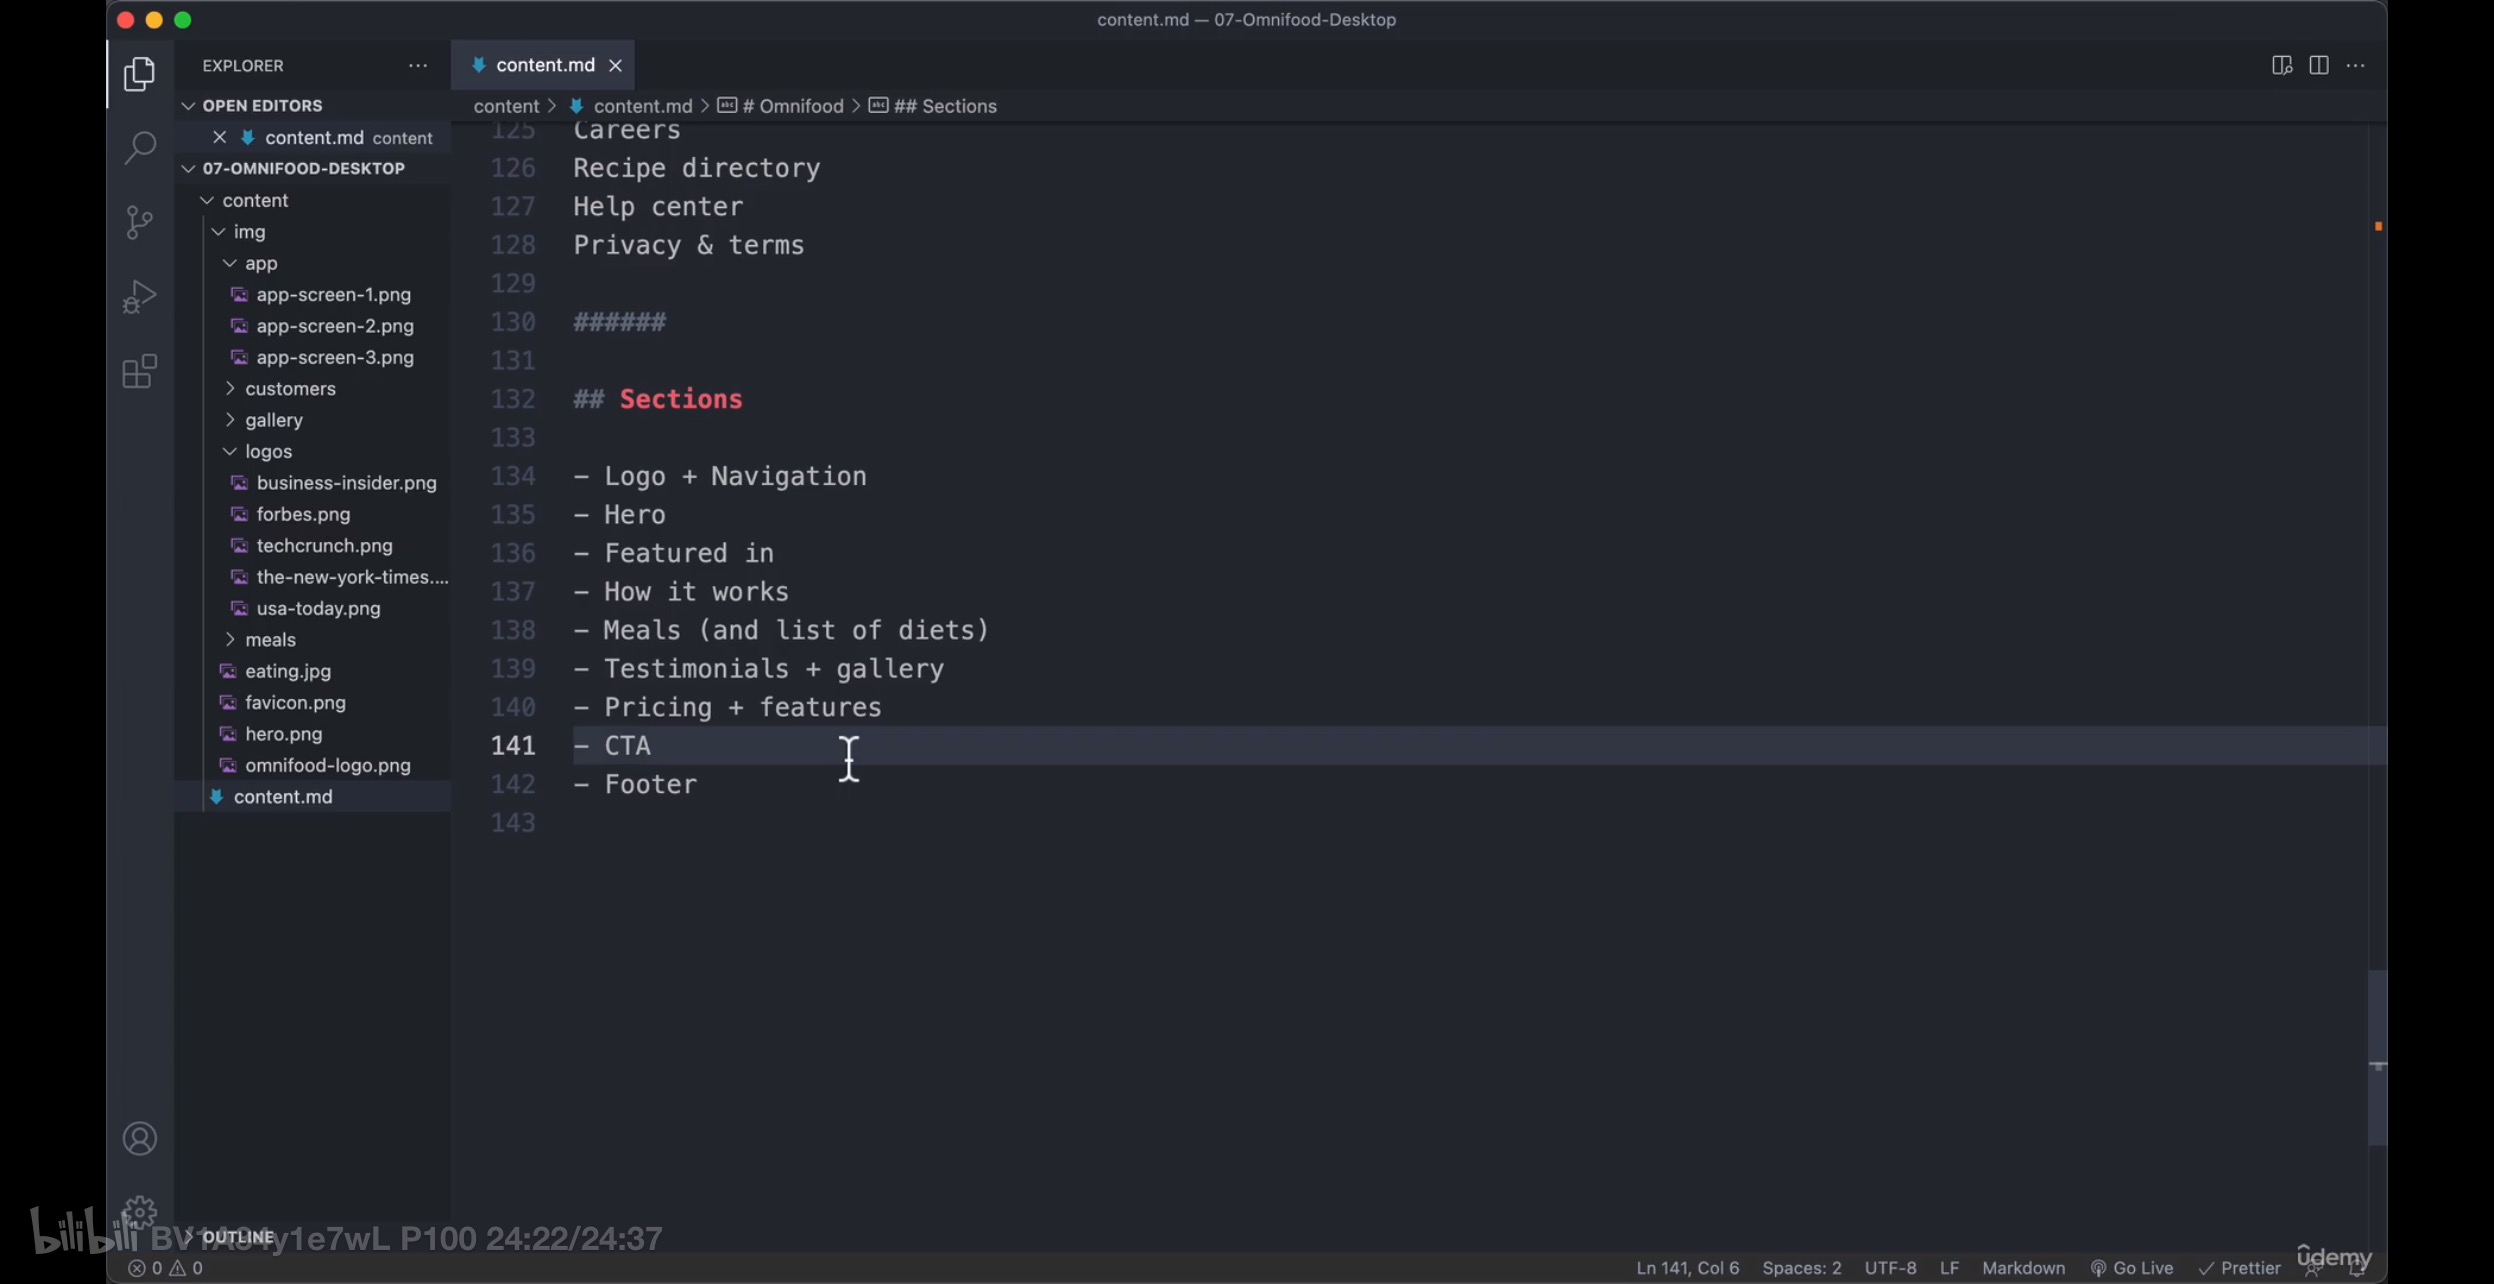 content.md — 07-Omnifood-Desktop
EXPLORER
content.md
OPEN EDITORS
content.md content
07-OMNIFOOD-DESKTOP
content
img
app
app-screen-1.png
app-screen-2.png
app-screen-3.png
customers
gallery
logos
business-insider.png
forbes.png
techcrunch.png
the-new-york-times....
usa-today.png
meals
eating.jpg
favicon.png
hero.png
omnifood-logo.png
content.md
OUTLINE
content > content.md > # Omnifood > ## Sections
125 Careers
126 Recipe directory
127 Help center
128 Privacy & terms
129
130 ######
131
132 ## Sections
133
134 - Logo + Navigation
135 - Hero
136 - Featured in
137 - How it works
138 - Meals (and list of diets)
139 - Testimonials + gallery
140 - Pricing + features
141 - CTA
142 - Footer
143
bilibili BV1A34y1e7wL P100 24:22/24:37
0 0
Ln 141, Col 6 Spaces: 2 UTF-8 LF Markdown Go Live Prettier
udemy